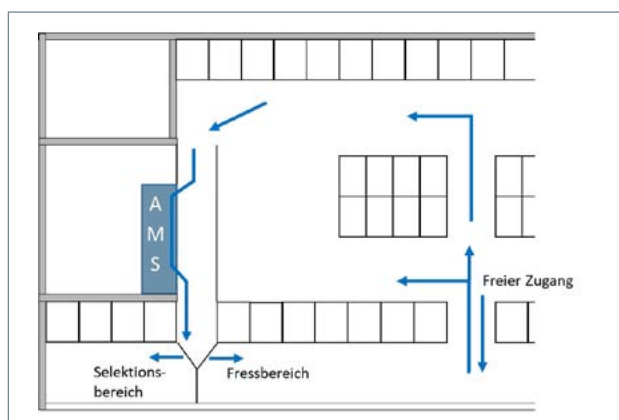 A
M
S
Freier Zugang
Selektions-
bereich
Fressbereich